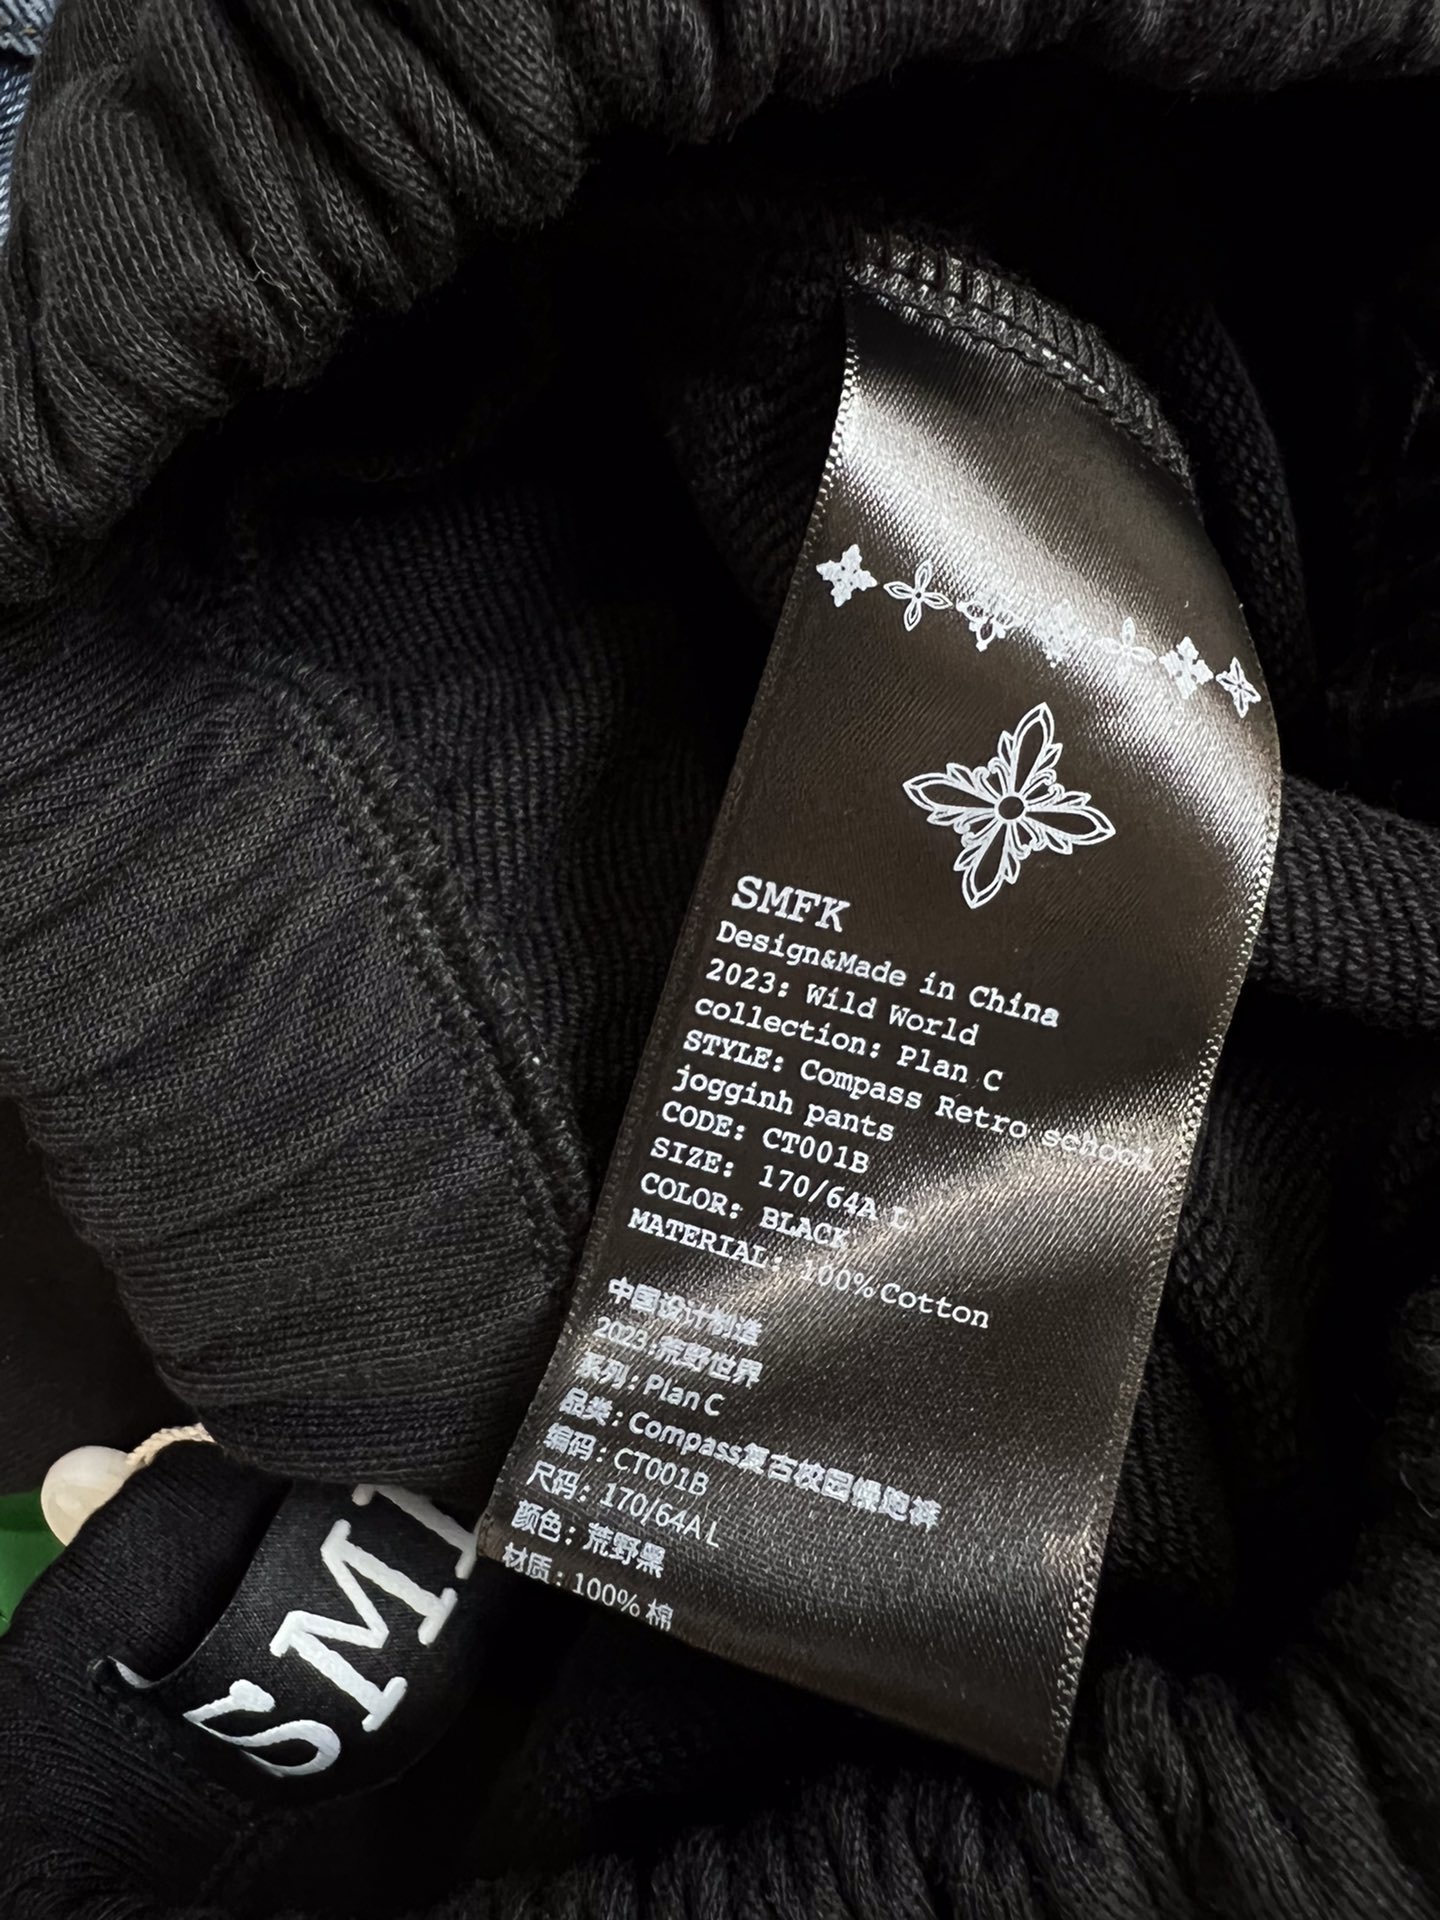 SMFK
Design&Made in China
2023: Wild World
collection: Plan C
STYLE: Compass Retro school
jogginh pants
CODE: CT001B
SIZE: 170/64A L
COLOR: BLACK
MATERIAL: 100%Cotton
中国设计制造
2023:荒野世界
系列:Plan C
品类:Compass复古校园慢跑裤
编码:CT001B
尺码:170/64A L
颜色:荒野黑
材质:100%棉
SMF